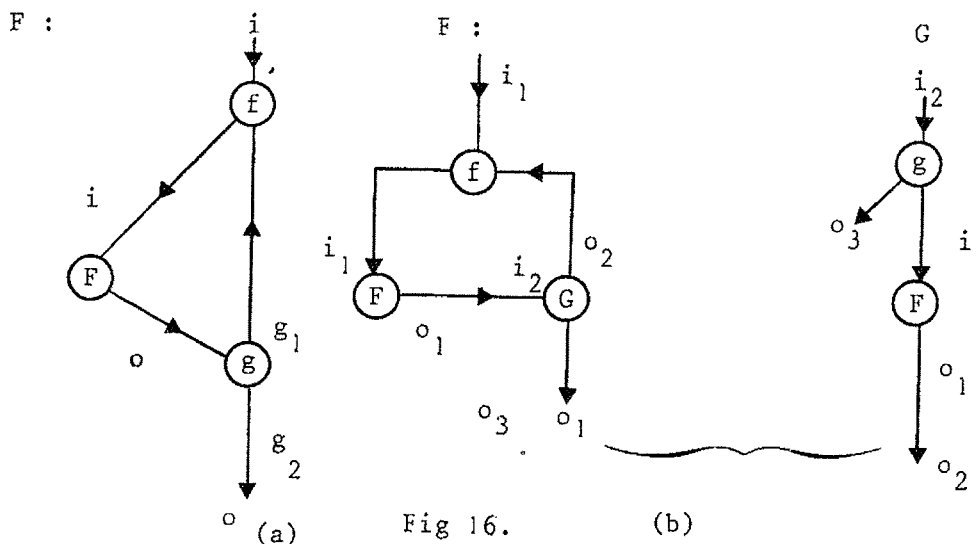 F :
i
f
i
F
o
g₁
g
g₂
o
(a)
F :
i₁
f
i₁
F
o₁
i₂
o₂
G
o₃
o₁
G
i₂
g
o₃
i
F
o₁
o₂
Fig 16.
(b)